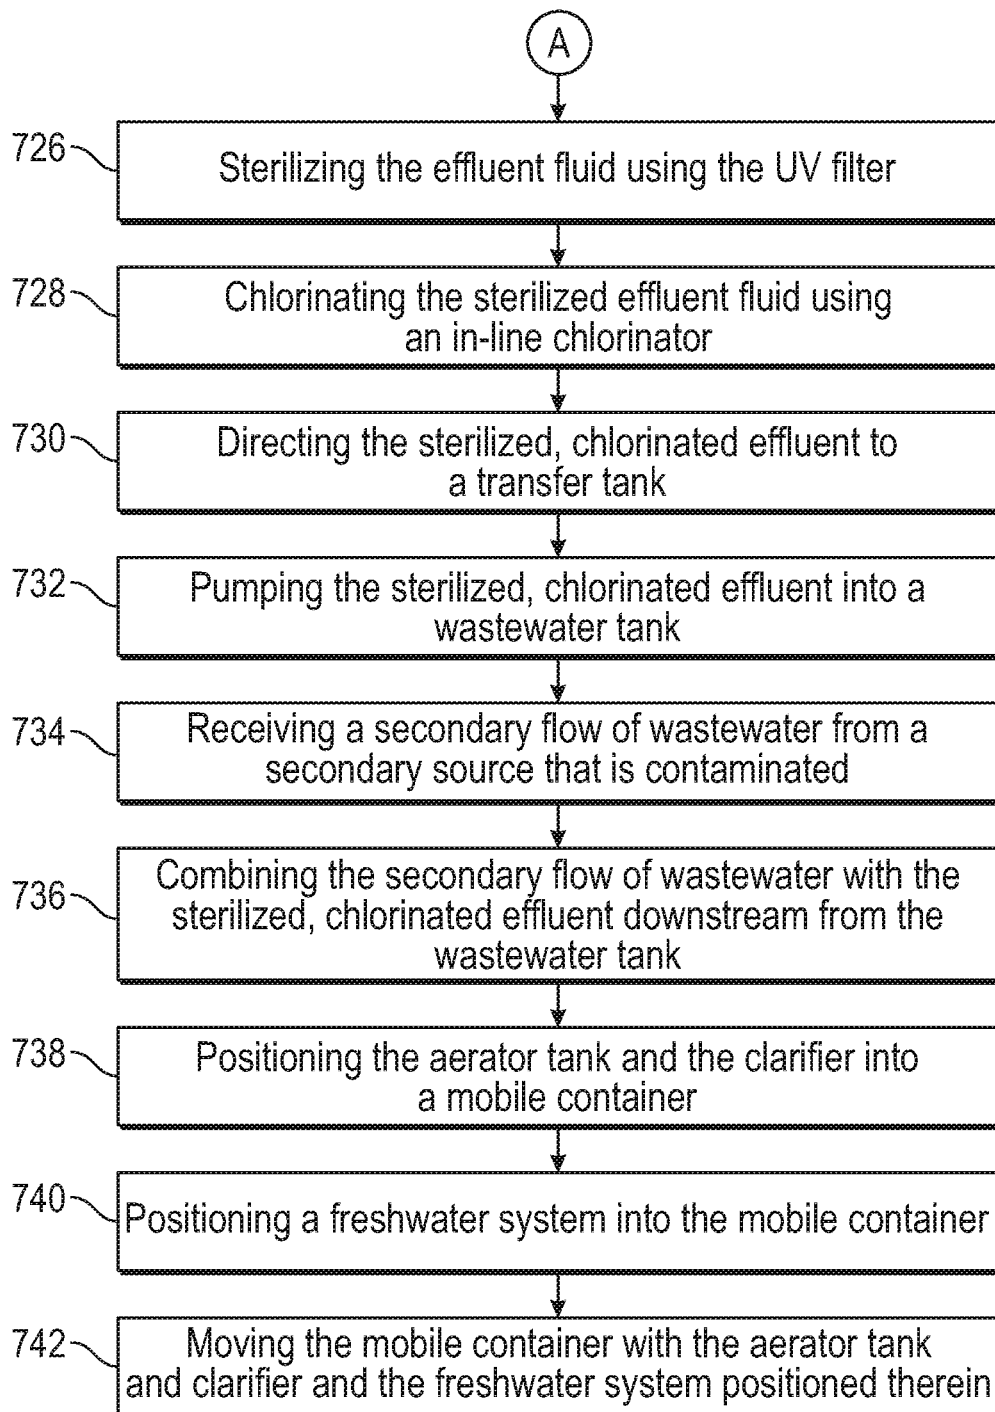 A
726
Sterilizing the effluent fluid using the UV filter
728
Chlorinating the sterilized effluent fluid using
an in-line chlorinator
730
Directing the sterilized, chlorinated effluent to
a transfer tank
732
Pumping the sterilized, chlorinated effluent into a
wastewater tank
734
Receiving a secondary flow of wastewater from a
secondary source that is contaminated
736
Combining the secondary flow of wastewater with the
sterilized, chlorinated effluent downstream from the
wastewater tank
738
Positioning the aerator tank and the clarifier into
a mobile container
740
Positioning a freshwater system into the mobile container
742
Moving the mobile container with the aerator tank
and clarifier and the freshwater system positioned therein